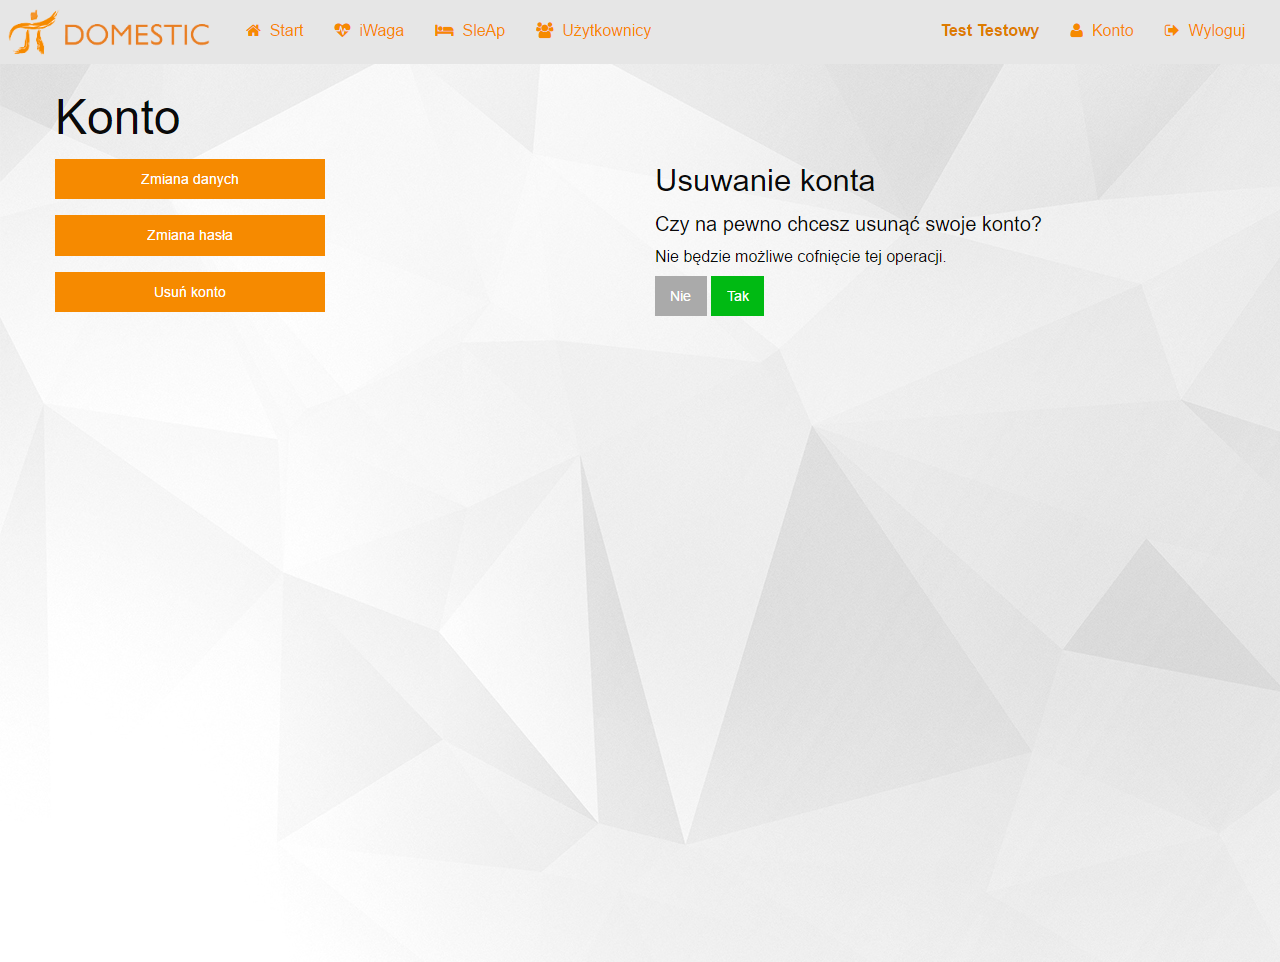 DOMESTIC Start iWaga SleAp Użytkownicy Test Testowy Konto Wyloguj
Konto
Zmiana danych
Zmiana hasła
Usuń konto
Usuwanie konta
Czy na pewno chcesz usunąć swoje konto?
Nie będzie możliwe cofnięcie tej operacji.
Nie Tak